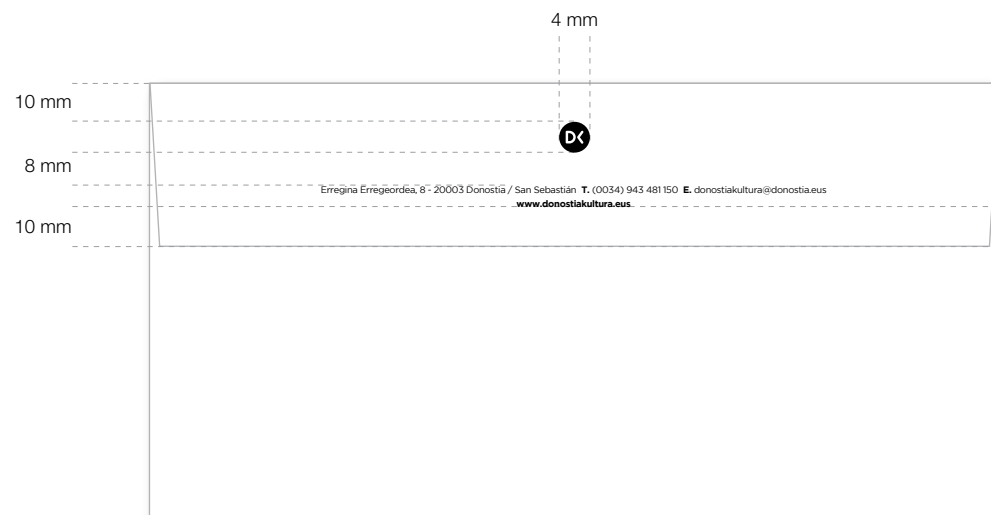 4 mm
10 mm
DK
8 mm
Erregina Erregeordea, 8 - 20003 Donostia / San Sebastián T. (0034) 943 481 150 E. donostiakultura@donostia.eus
www.donostiakultura.eus
10 mm